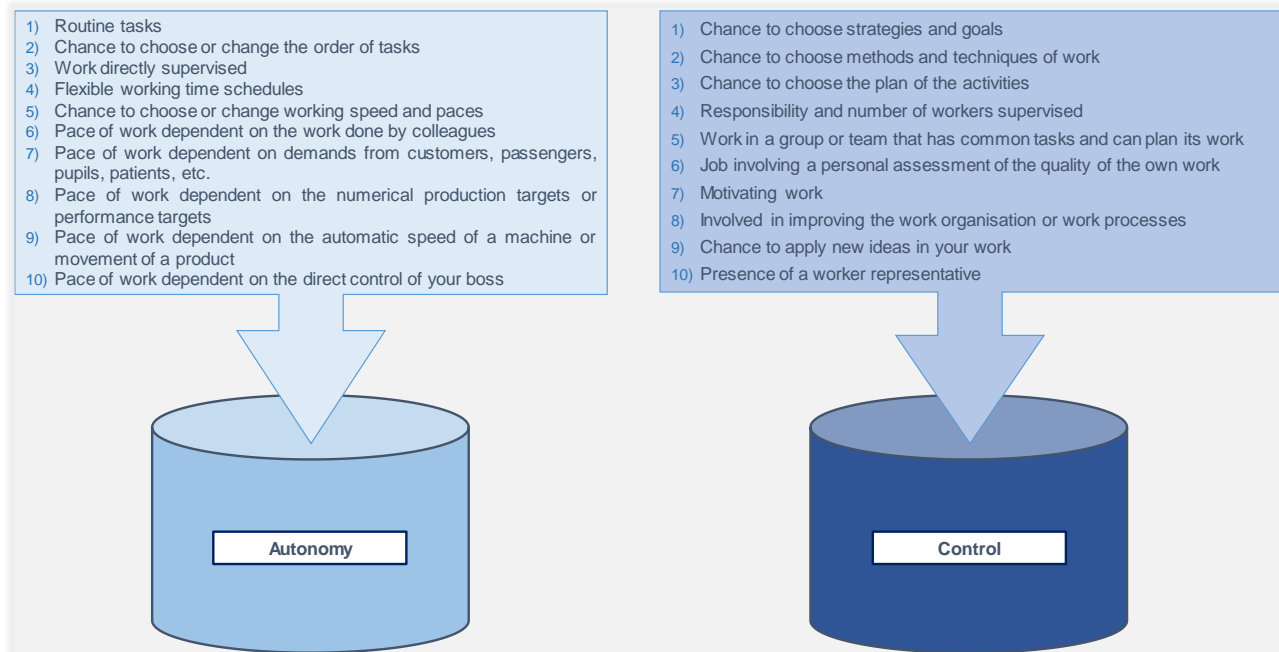 1) Routine tasks
2) Chance to choose or change the order of tasks
3) Work directly supervised
4) Flexible working time schedules
5) Chance to choose or change working speed and paces
6) Pace of work dependent on the work done by colleagues
7) Pace of work dependent on demands from customers, passengers,
pupils, patients, etc.
8) Pace of work dependent on the numerical production targets or
performance targets
9) Pace of work dependent on the automatic speed of a machine or
movement of a product
10) Pace of work dependent on the direct control of your boss
1) Chance to choose strategies and goals
2) Chance to choose methods and techniques of work
3) Chance to choose the plan of the activities
4) Responsibility and number of workers supervised
5) Work in a group or team that has common tasks and can plan its work
6) Job involving a personal assessment of the quality of the own work
7) Motivating work
8) Involved in improving the work organisation or work processes
9) Chance to apply new ideas in your work
10) Presence of a worker representative
Autonomy
Control